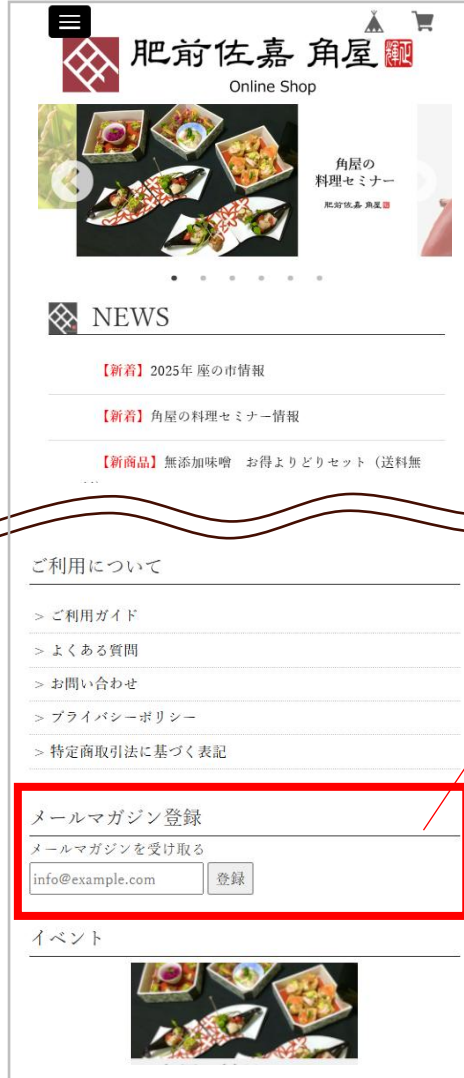 肥前佐嘉 角屋 輝正
Online Shop
角屋の
料理セミナー
肥前佐嘉 角屋
NEWS
【新着】2025年 座の市情報
【新着】角屋の料理セミナー情報
【新商品】無添加味噌　お得よりどりセット（送料無
ご利用について
> ご利用ガイド
> よくある質問
> お問い合わせ
> プライバシーポリシー
> 特定商取引法に基づく表記
メールマガジン登録
メールマガジンを受け取る
info@example.com 登録
イベント